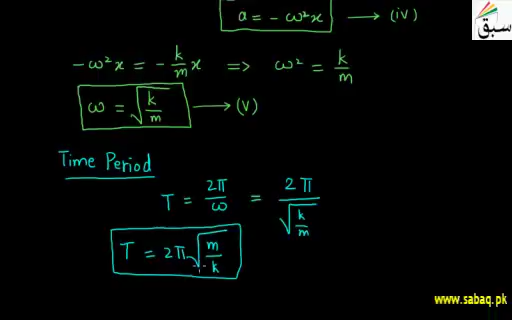 a = - ω²x → (iv)
سبق
-ω²x = - k/m x ⇒ ω² = k/m
ω = √(k/m) → (v)
Time Period
T = 2π/ω = 2π/√(k/m)
T = 2π√(m/k)
www.sabaq.pk